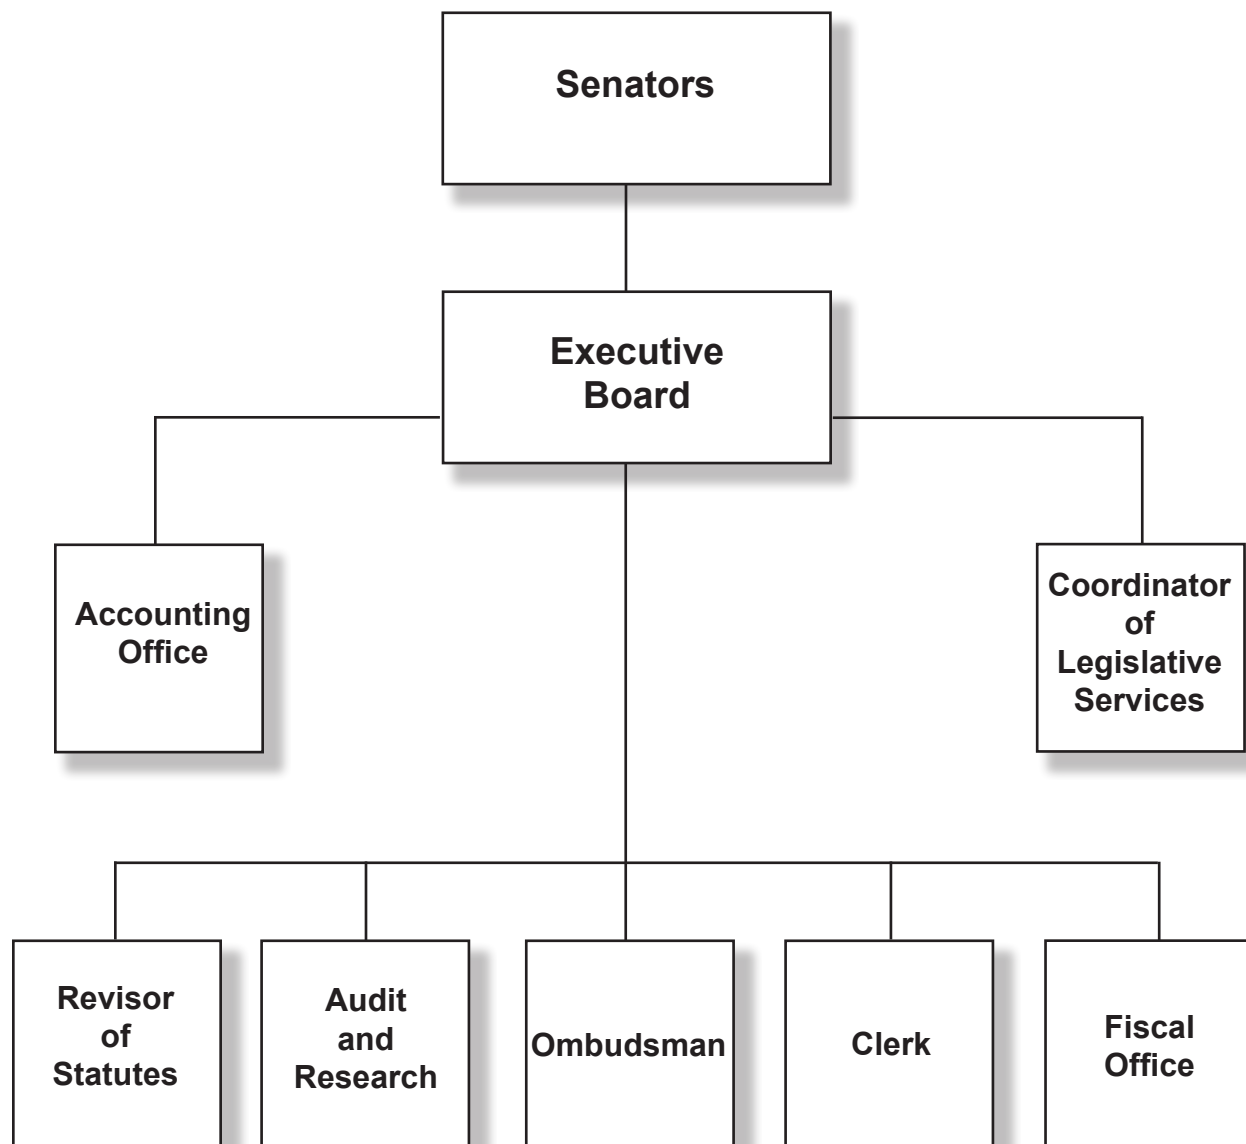 Senators
Executive
Board
Accounting
Office
Coordinator
of
Legislative
Services
Revisor
of
Statutes
Audit
and
Research
Ombudsman
Clerk
Fiscal
Office